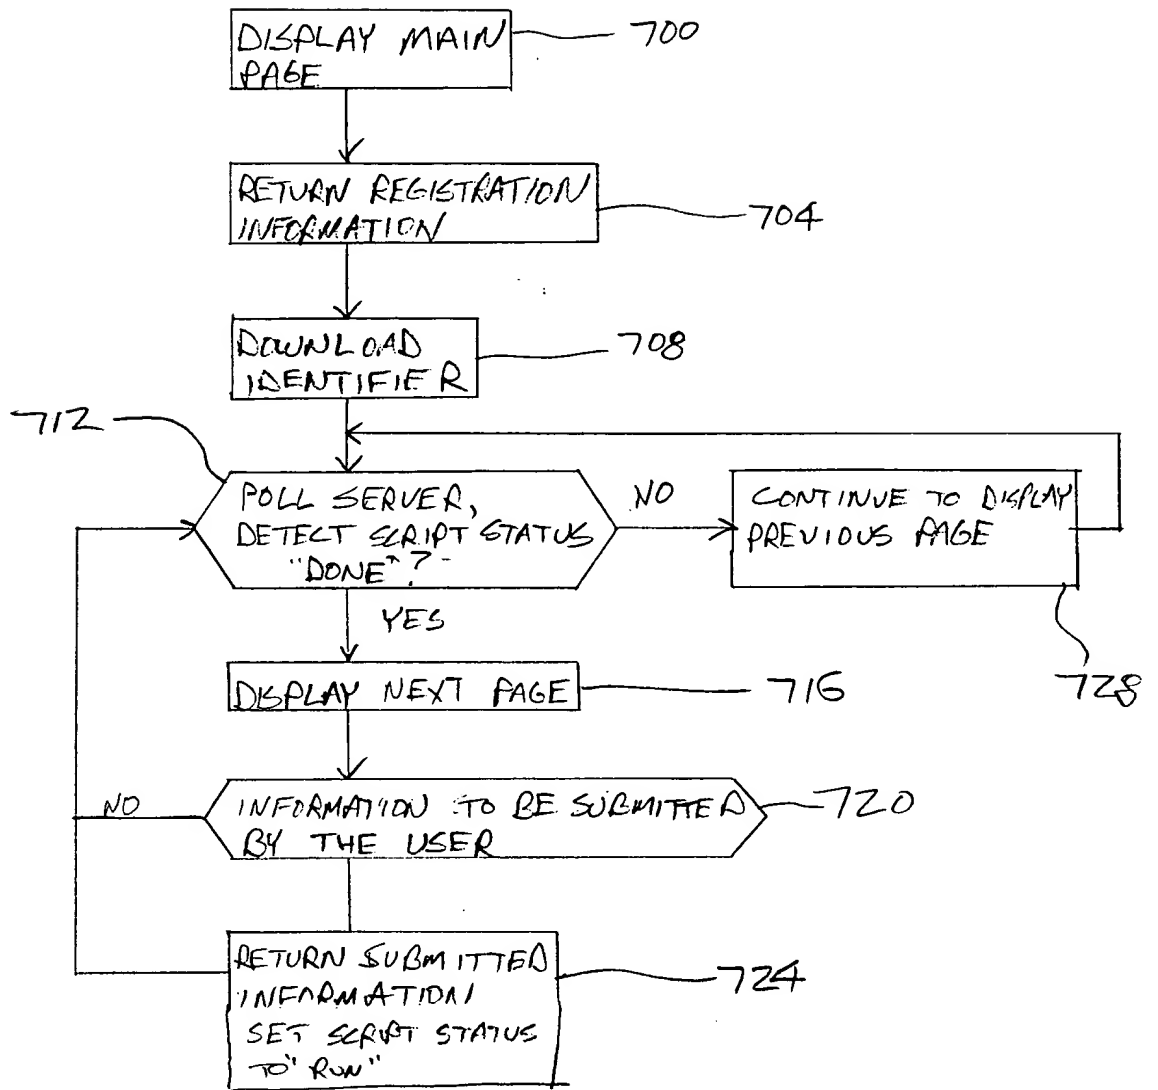 DISPLAY MAIN
PAGE
700
RETURN REGISTRATION
INFORMATION
704
DOWNLOAD
IDENTIFIER
708
712
POLL SERVER,
DETECT SCRIPT STATUS
"DONE"?
NO
CONTINUE TO DISPLAY
PREVIOUS PAGE
728
YES
DISPLAY NEXT PAGE
716
NO
INFORMATION TO BE SUBMITTED
BY THE USER
720
RETURN SUBMITTED
INFORMATION
SET SCRIPT STATUS
TO "RUN"
724